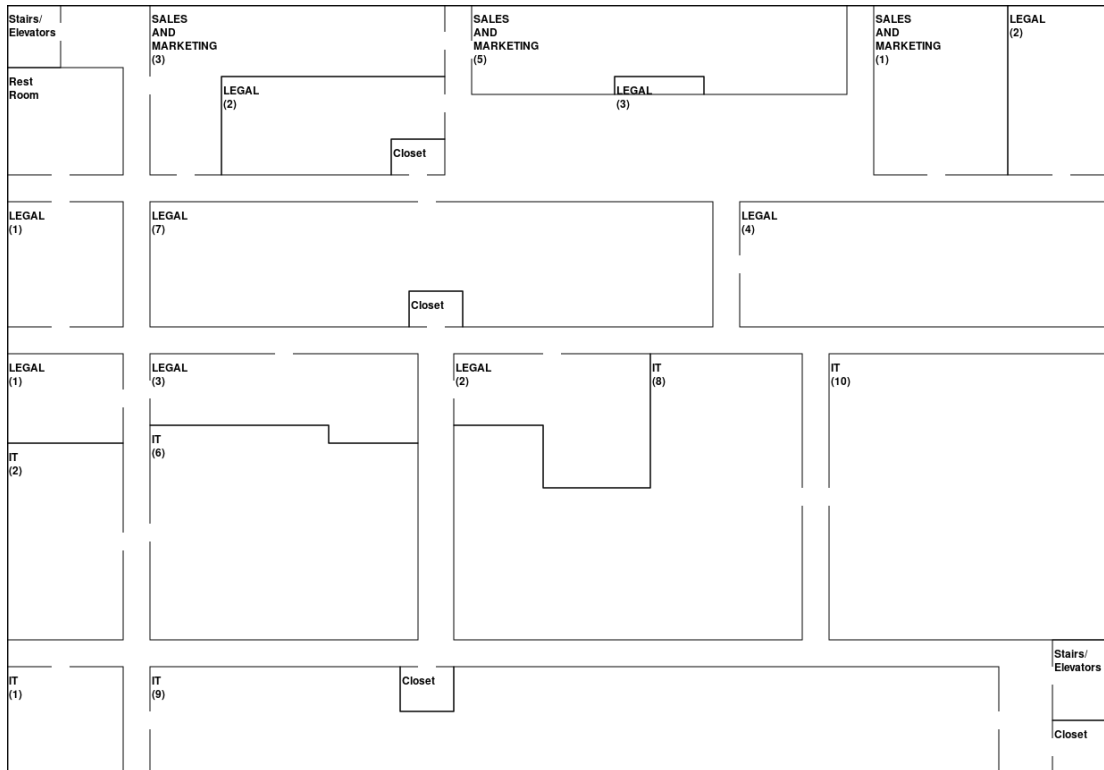 Stairs/
Elevators
SALES
AND
MARKETING
(3)
SALES
AND
MARKETING
(5)
SALES
AND
MARKETING
(1)
LEGAL
(2)
Rest
Room
LEGAL
(2)
LEGAL
(3)
Closet
LEGAL
(1)
LEGAL
(7)
LEGAL
(4)
Closet
LEGAL
(1)
LEGAL
(3)
LEGAL
(2)
IT
(8)
IT
(10)
IT
(2)
IT
(6)
Stairs/
Elevators
IT
(1)
IT
(9)
Closet
Closet